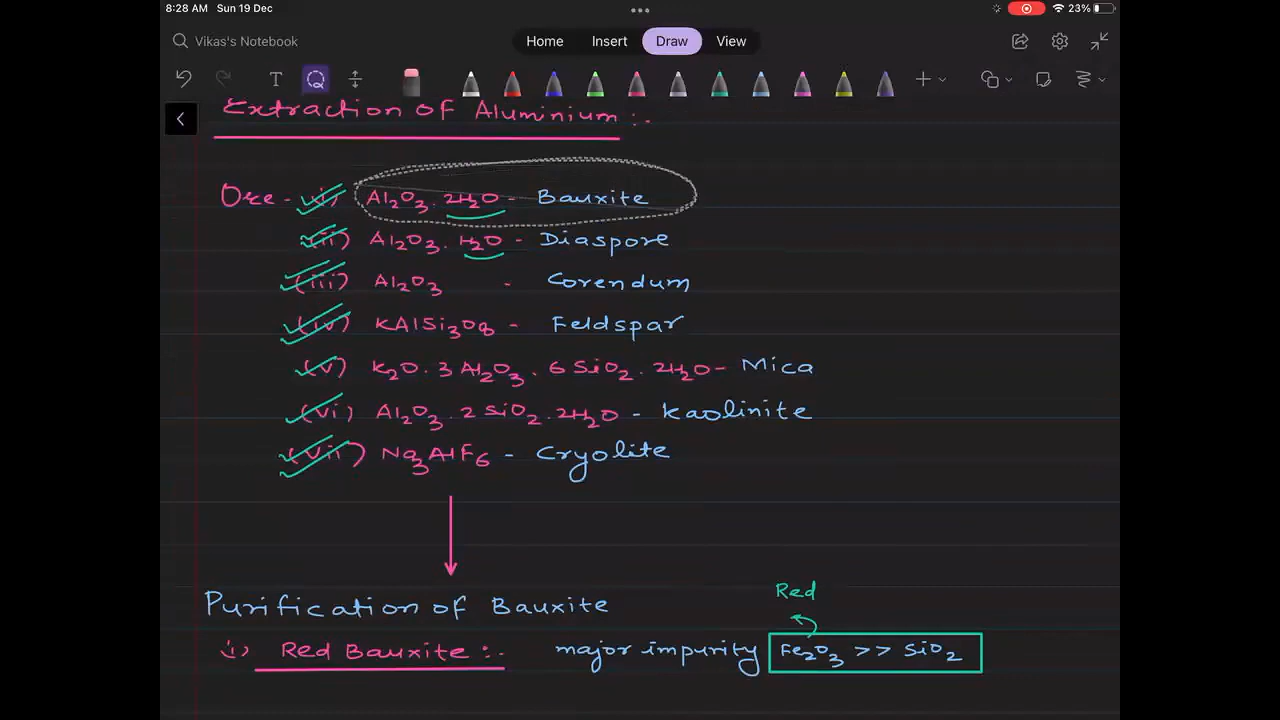 8:28 AM Sun 19 Dec
23%
Vikas's Notebook
Home Insert Draw View
Extraction of Aluminium :-
Ore - (i) Al2O3.2H2O - Bauxite
(ii) Al2O3.H2O - Diaspore
(iii) Al2O3 - Corendum
(iv) KAlSi3O8 - Feldspar
(v) K2O.3Al2O3.6SiO2.2H2O - Mica
(vi) Al2O3.2SiO2.2H2O - Kaolinite
(vii) Na3AlF6 - Cryolite
Purification of Bauxite
Red
(i) Red Bauxite :- major impurity Fe2O3 >> SiO2